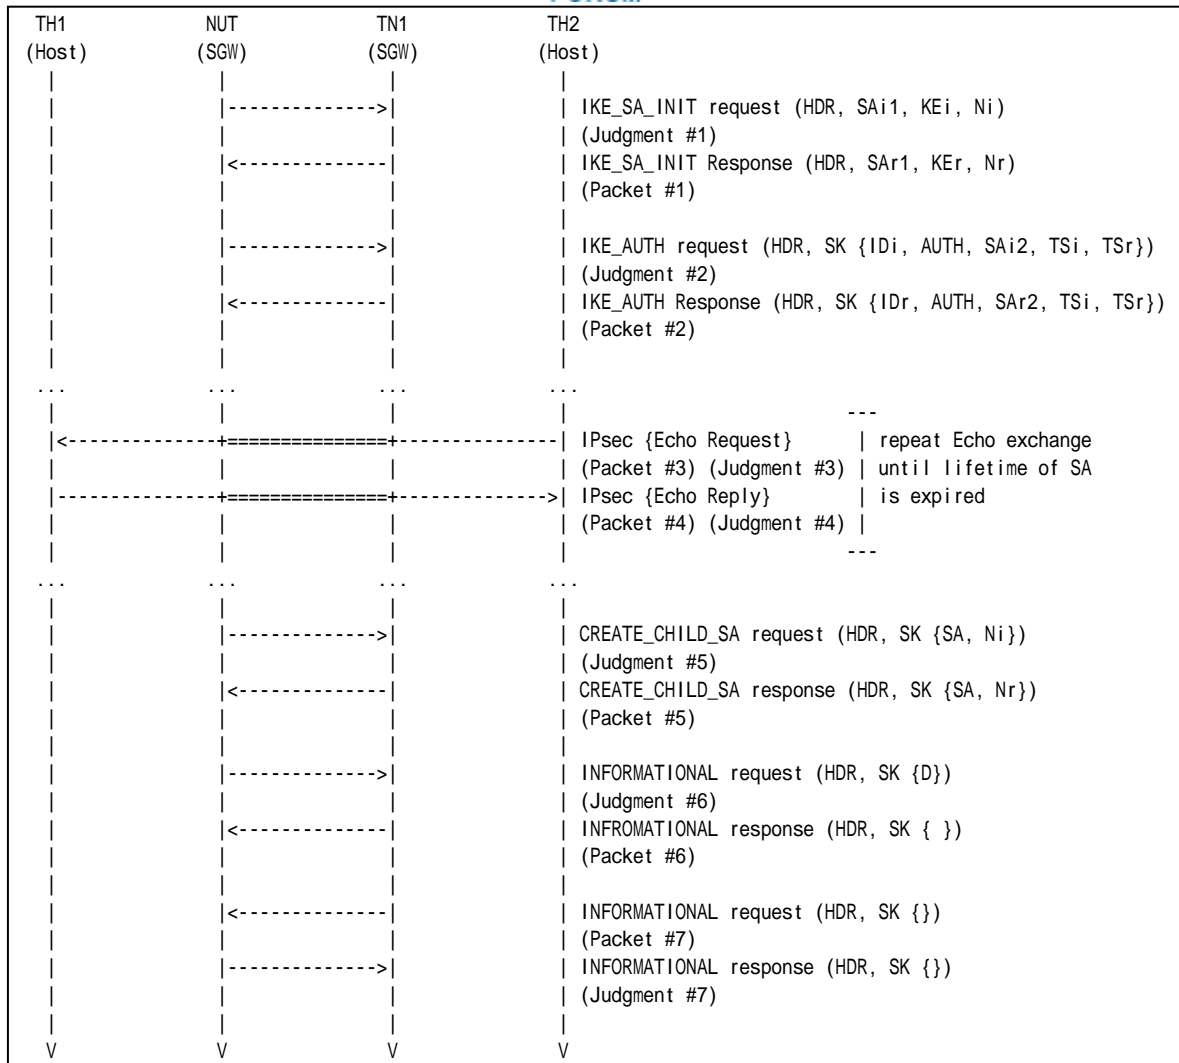 TH1 NUT TN1 TH2
(Host) (SGW) (SGW) (Host)
| | | |
| |-------------->| | IKE_SA_INIT request (HDR, SAi1, KEi, Ni)
| | | | (Judgment #1)
| |<--------------| | IKE_SA_INIT Response (HDR, SAr1, KEr, Nr)
| | | | (Packet #1)
| | | |
| |-------------->| | IKE_AUTH request (HDR, SK {IDi, AUTH, SAi2, TSi, TSr})
| | | | (Judgment #2)
| |<--------------| | IKE_AUTH Response (HDR, SK {IDr, AUTH, SAr2, TSi, TSr})
| | | | (Packet #2)
| | | |
... ... ... ...
| | | | ---
|<--------------+===============+---------------| IPsec {Echo Request} | repeat Echo exchange
| | | | (Packet #3) (Judgment #3) | until lifetime of SA
|---------------+===============+-------------->| IPsec {Echo Reply} | is expired
| | | | (Packet #4) (Judgment #4) |
| | | | ---
... ... ... ...
| | | |
| |-------------->| | CREATE_CHILD_SA request (HDR, SK {SA, Ni})
| | | | (Judgment #5)
| |<--------------| | CREATE_CHILD_SA response (HDR, SK {SA, Nr})
| | | | (Packet #5)
| | | |
| |-------------->| | INFORMATIONAL request (HDR, SK {D})
| | | | (Judgment #6)
| |<--------------| | INFROMATIONAL response (HDR, SK { })
| | | | (Packet #6)
| | | |
| |<--------------| | INFORMATIONAL request (HDR, SK {})
| | | | (Packet #7)
| |-------------->| | INFORMATIONAL response (HDR, SK {})
| | | | (Judgment #7)
| | | |
V V V V